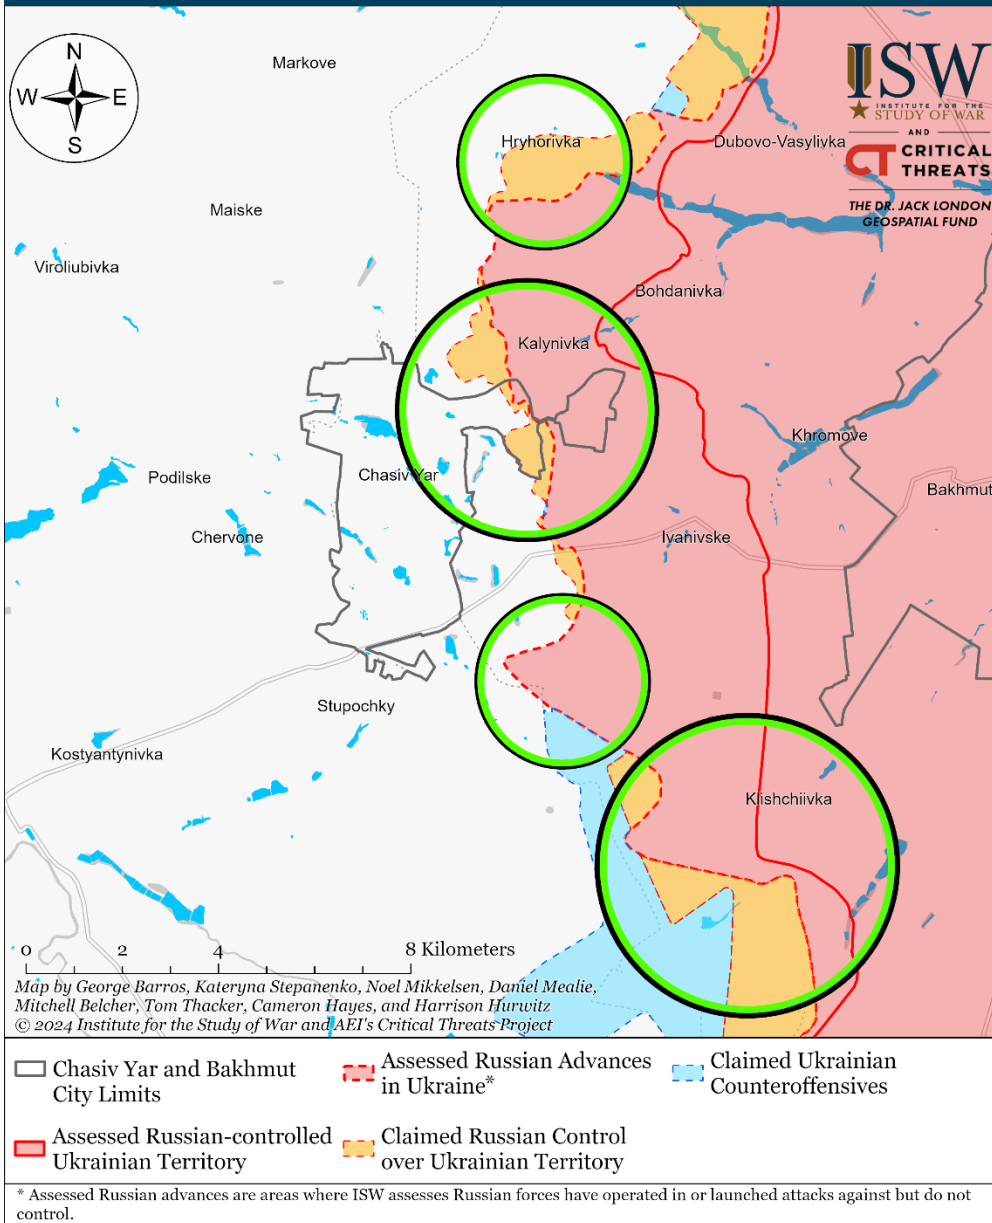 N
W
E
S
Markove
ISW
INSTITUTE FOR THE
STUDY OF WAR
AND
CT CRITICAL
THREATS
THE DR. JACK LONDON
GEOSPATIAL FUND
Hryhorivka
Dubovo-Vasylivka
Maiske
Viroliubivka
Bohdanivka
Kalynivka
Khromove
Podilske
Chasiv Yar
Bakhmut
Chervone
Ivanivske
Stupochky
Kostyantynivka
Klishchiivka
0 2 4 8 Kilometers
Map by George Barros, Kateryna Stepanenko, Noel Mikkelsen, Daniel Mealie,
Mitchell Belcher, Tom Thacker, Cameron Hayes, and Harrison Hurwitz
© 2024 Institute for the Study of War and AEI's Critical Threats Project
Chasiv Yar and Bakhmut
City Limits
Assessed Russian Advances
in Ukraine*
Claimed Ukrainian
Counteroffensives
Assessed Russian-controlled
Ukrainian Territory
Claimed Russian Control
over Ukrainian Territory
* Assessed Russian advances are areas where ISW assesses Russian forces have operated in or launched attacks against but do not
control.